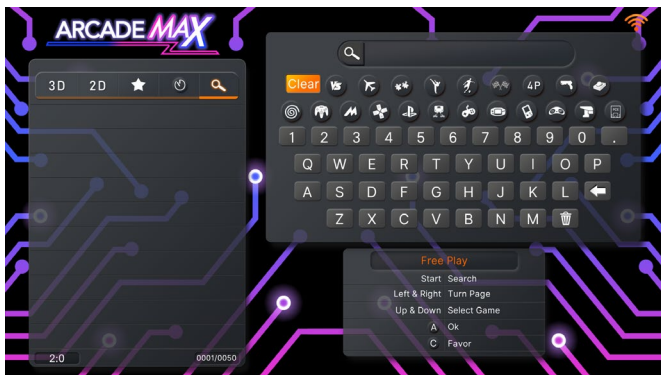 ARCADE MAX
3D 2D
Clear VS 4P
1 2 3 4 5 6 7 8 9 0 .
Q W E R T Y U I O P
A S D F G H J K L
Z X C V B N M
Free Play
Start Search
Left & Right Turn Page
Up & Down Select Game
A Ok
C Favor
2:0 0001/0050